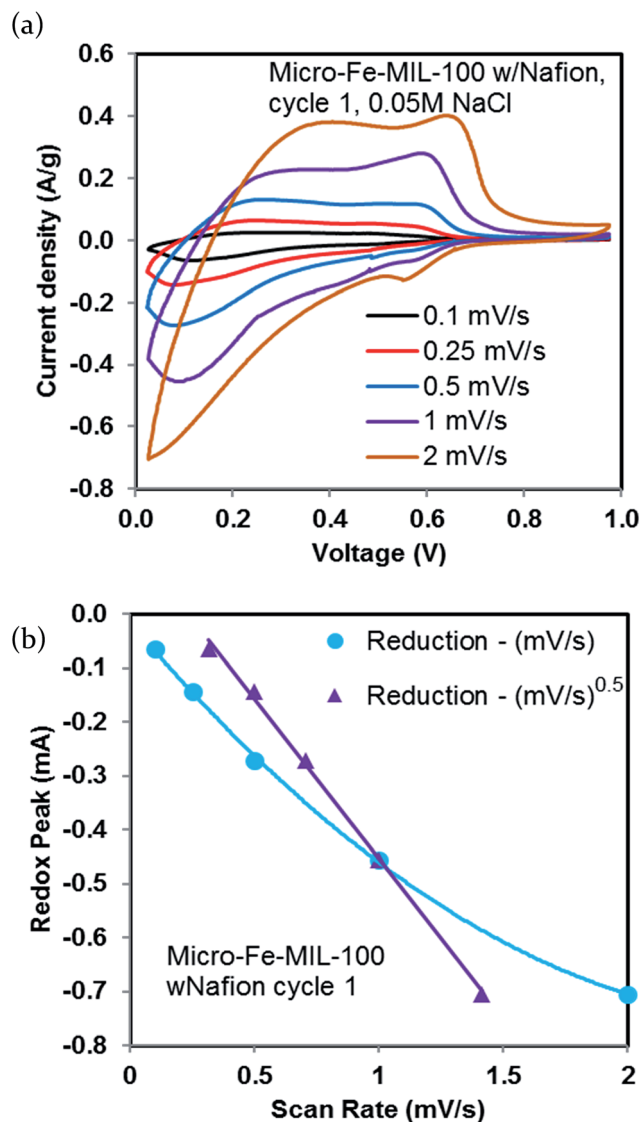 (a)
0.6
0.4
0.2
0.0
-0.2
-0.4
-0.6
-0.8
Current density (A/g)
Micro-Fe-MIL-100 w/Nafion,
cycle 1, 0.05M NaCl
0.1 mV/s
0.25 mV/s
0.5 mV/s
1 mV/s
2 mV/s
0.0 0.2 0.4 0.6 0.8 1.0
Voltage (V)
(b)
0.0
-0.1
-0.2
-0.3
-0.4
-0.5
-0.6
-0.7
-0.8
Redox Peak (mA)
Reduction - (mV/s)
Reduction - (mV/s)^0.5
Micro-Fe-MIL-100
wNafion cycle 1
0 0.5 1 1.5 2
Scan Rate (mV/s)